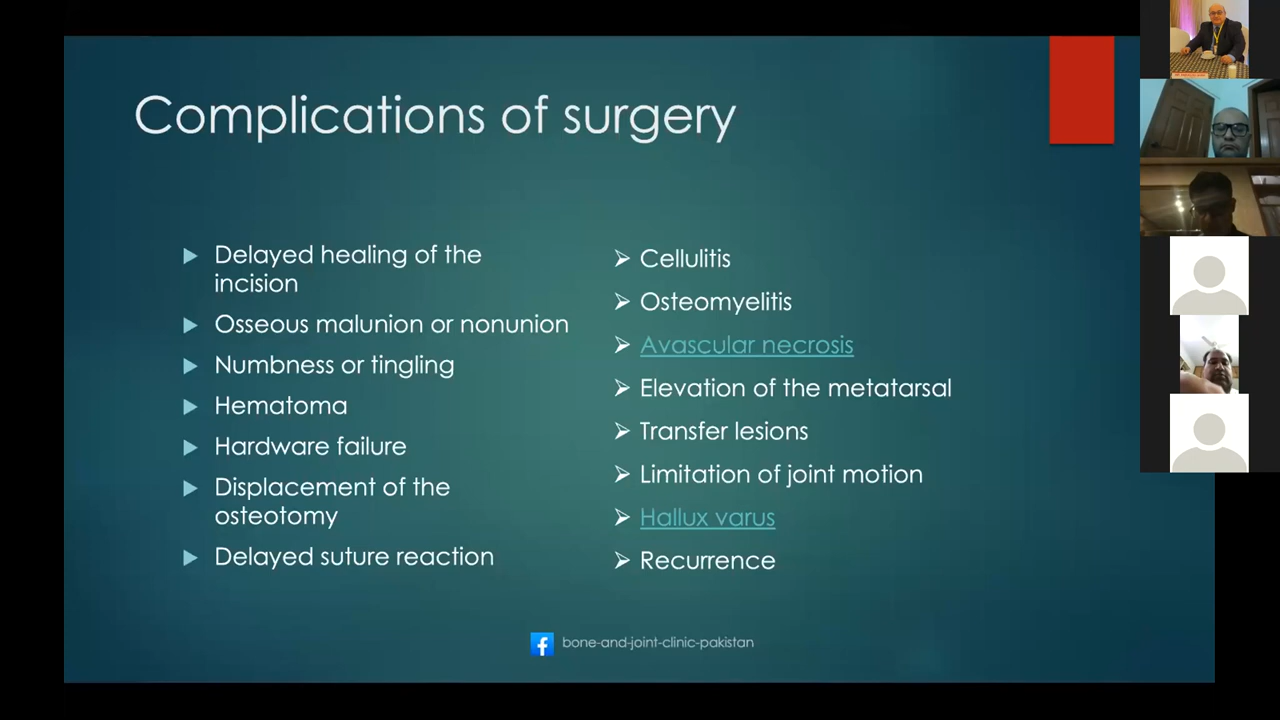 Complications of surgery
Delayed healing of the
incision
Osseous malunion or nonunion
Numbness or tingling
Hematoma
Hardware failure
Displacement of the
osteotomy
Delayed suture reaction
Cellulitis
Osteomyelitis
Avascular necrosis
Elevation of the metatarsal
Transfer lesions
Limitation of joint motion
Hallux varus
Recurrence
bone-and-joint-clinic-pakistan